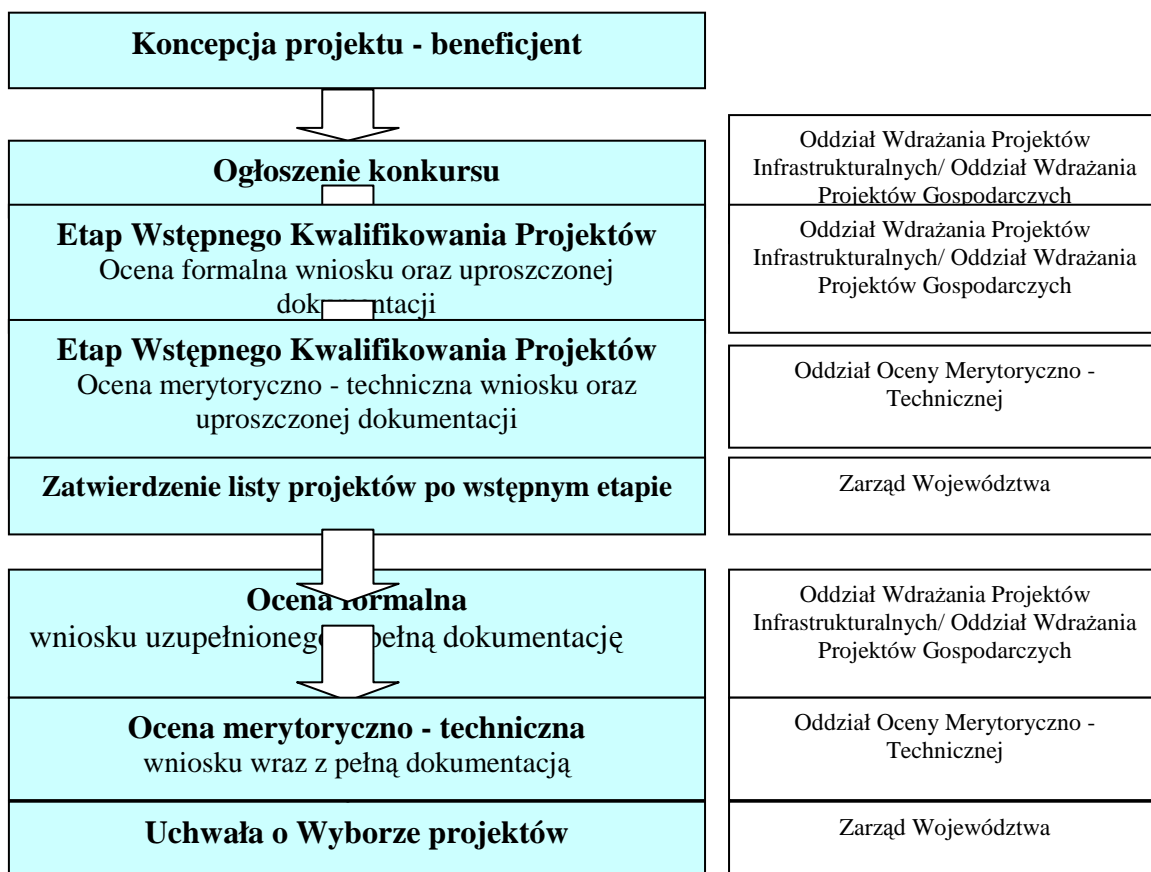 Koncepcja projektu - beneficjent
Ogłoszenie konkursu
Oddział Wdrażania Projektów
Infrastrukturalnych/ Oddział Wdrażania
Projektów Gospodarczych
Etap Wstępnego Kwalifikowania Projektów
Ocena formalna wniosku oraz uproszczonej
dokumentacji
Oddział Wdrażania Projektów
Infrastrukturalnych/ Oddział Wdrażania
Projektów Gospodarczych
Etap Wstępnego Kwalifikowania Projektów
Ocena merytoryczno - techniczna wniosku oraz
uproszczonej dokumentacji
Oddział Oceny Merytoryczno -
Technicznej
Zatwierdzenie listy projektów po wstępnym etapie
Zarząd Województwa
Ocena formalna
wniosku uzupełnionego pełną dokumentację
Oddział Wdrażania Projektów
Infrastrukturalnych/ Oddział Wdrażania
Projektów Gospodarczych
Ocena merytoryczno - techniczna
wniosku wraz z pełną dokumentacją
Oddział Oceny Merytoryczno -
Technicznej
Uchwała o Wyborze projektów
Zarząd Województwa